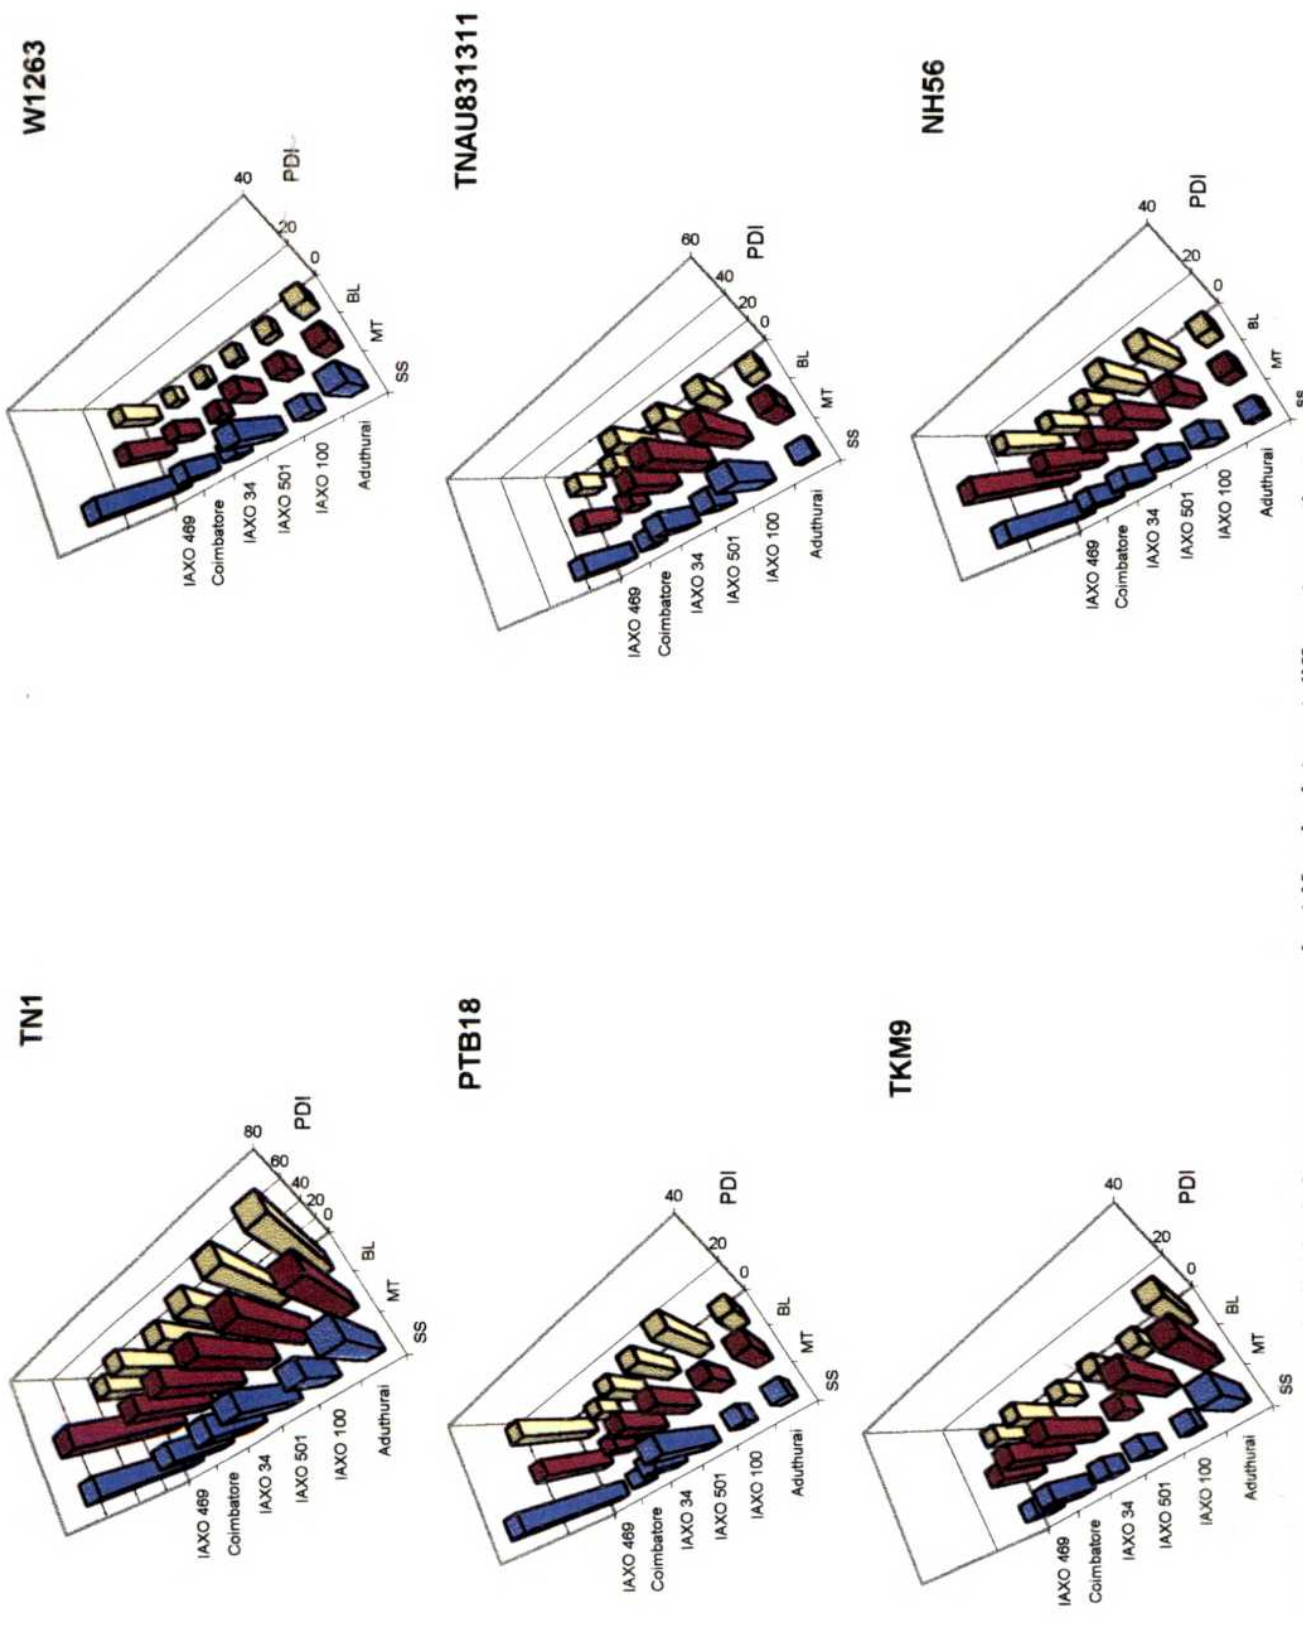 TN1
80
60
40
20
0
PDI
BL
MT
SS
IAXO 469
Coimbatore
IAXO 34
IAXO 501
IAXO 100
Aduthurai
W1263
40
20
0
PDI
BL
MT
SS
IAXO 469
Coimbatore
IAXO 34
IAXO 501
IAXO 100
Aduthurai
PTB18
40
20
0
PDI
BL
MT
SS
IAXO 469
Coimbatore
IAXO 34
IAXO 501
IAXO 100
Aduthurai
TNAU831311
60
40
20
0
PDI
BL
MT
SS
IAXO 469
Coimbatore
IAXO 34
IAXO 501
IAXO 100
Aduthurai
TKM9
40
20
0
PDI
BL
MT
SS
IAXO 469
Coimbatore
IAXO 34
IAXO 501
IAXO 100
Aduthurai
NH56
40
20
0
PDI
BL
MT
SS
IAXO 469
Coimbatore
IAXO 34
IAXO 501
IAXO 100
Aduthurai